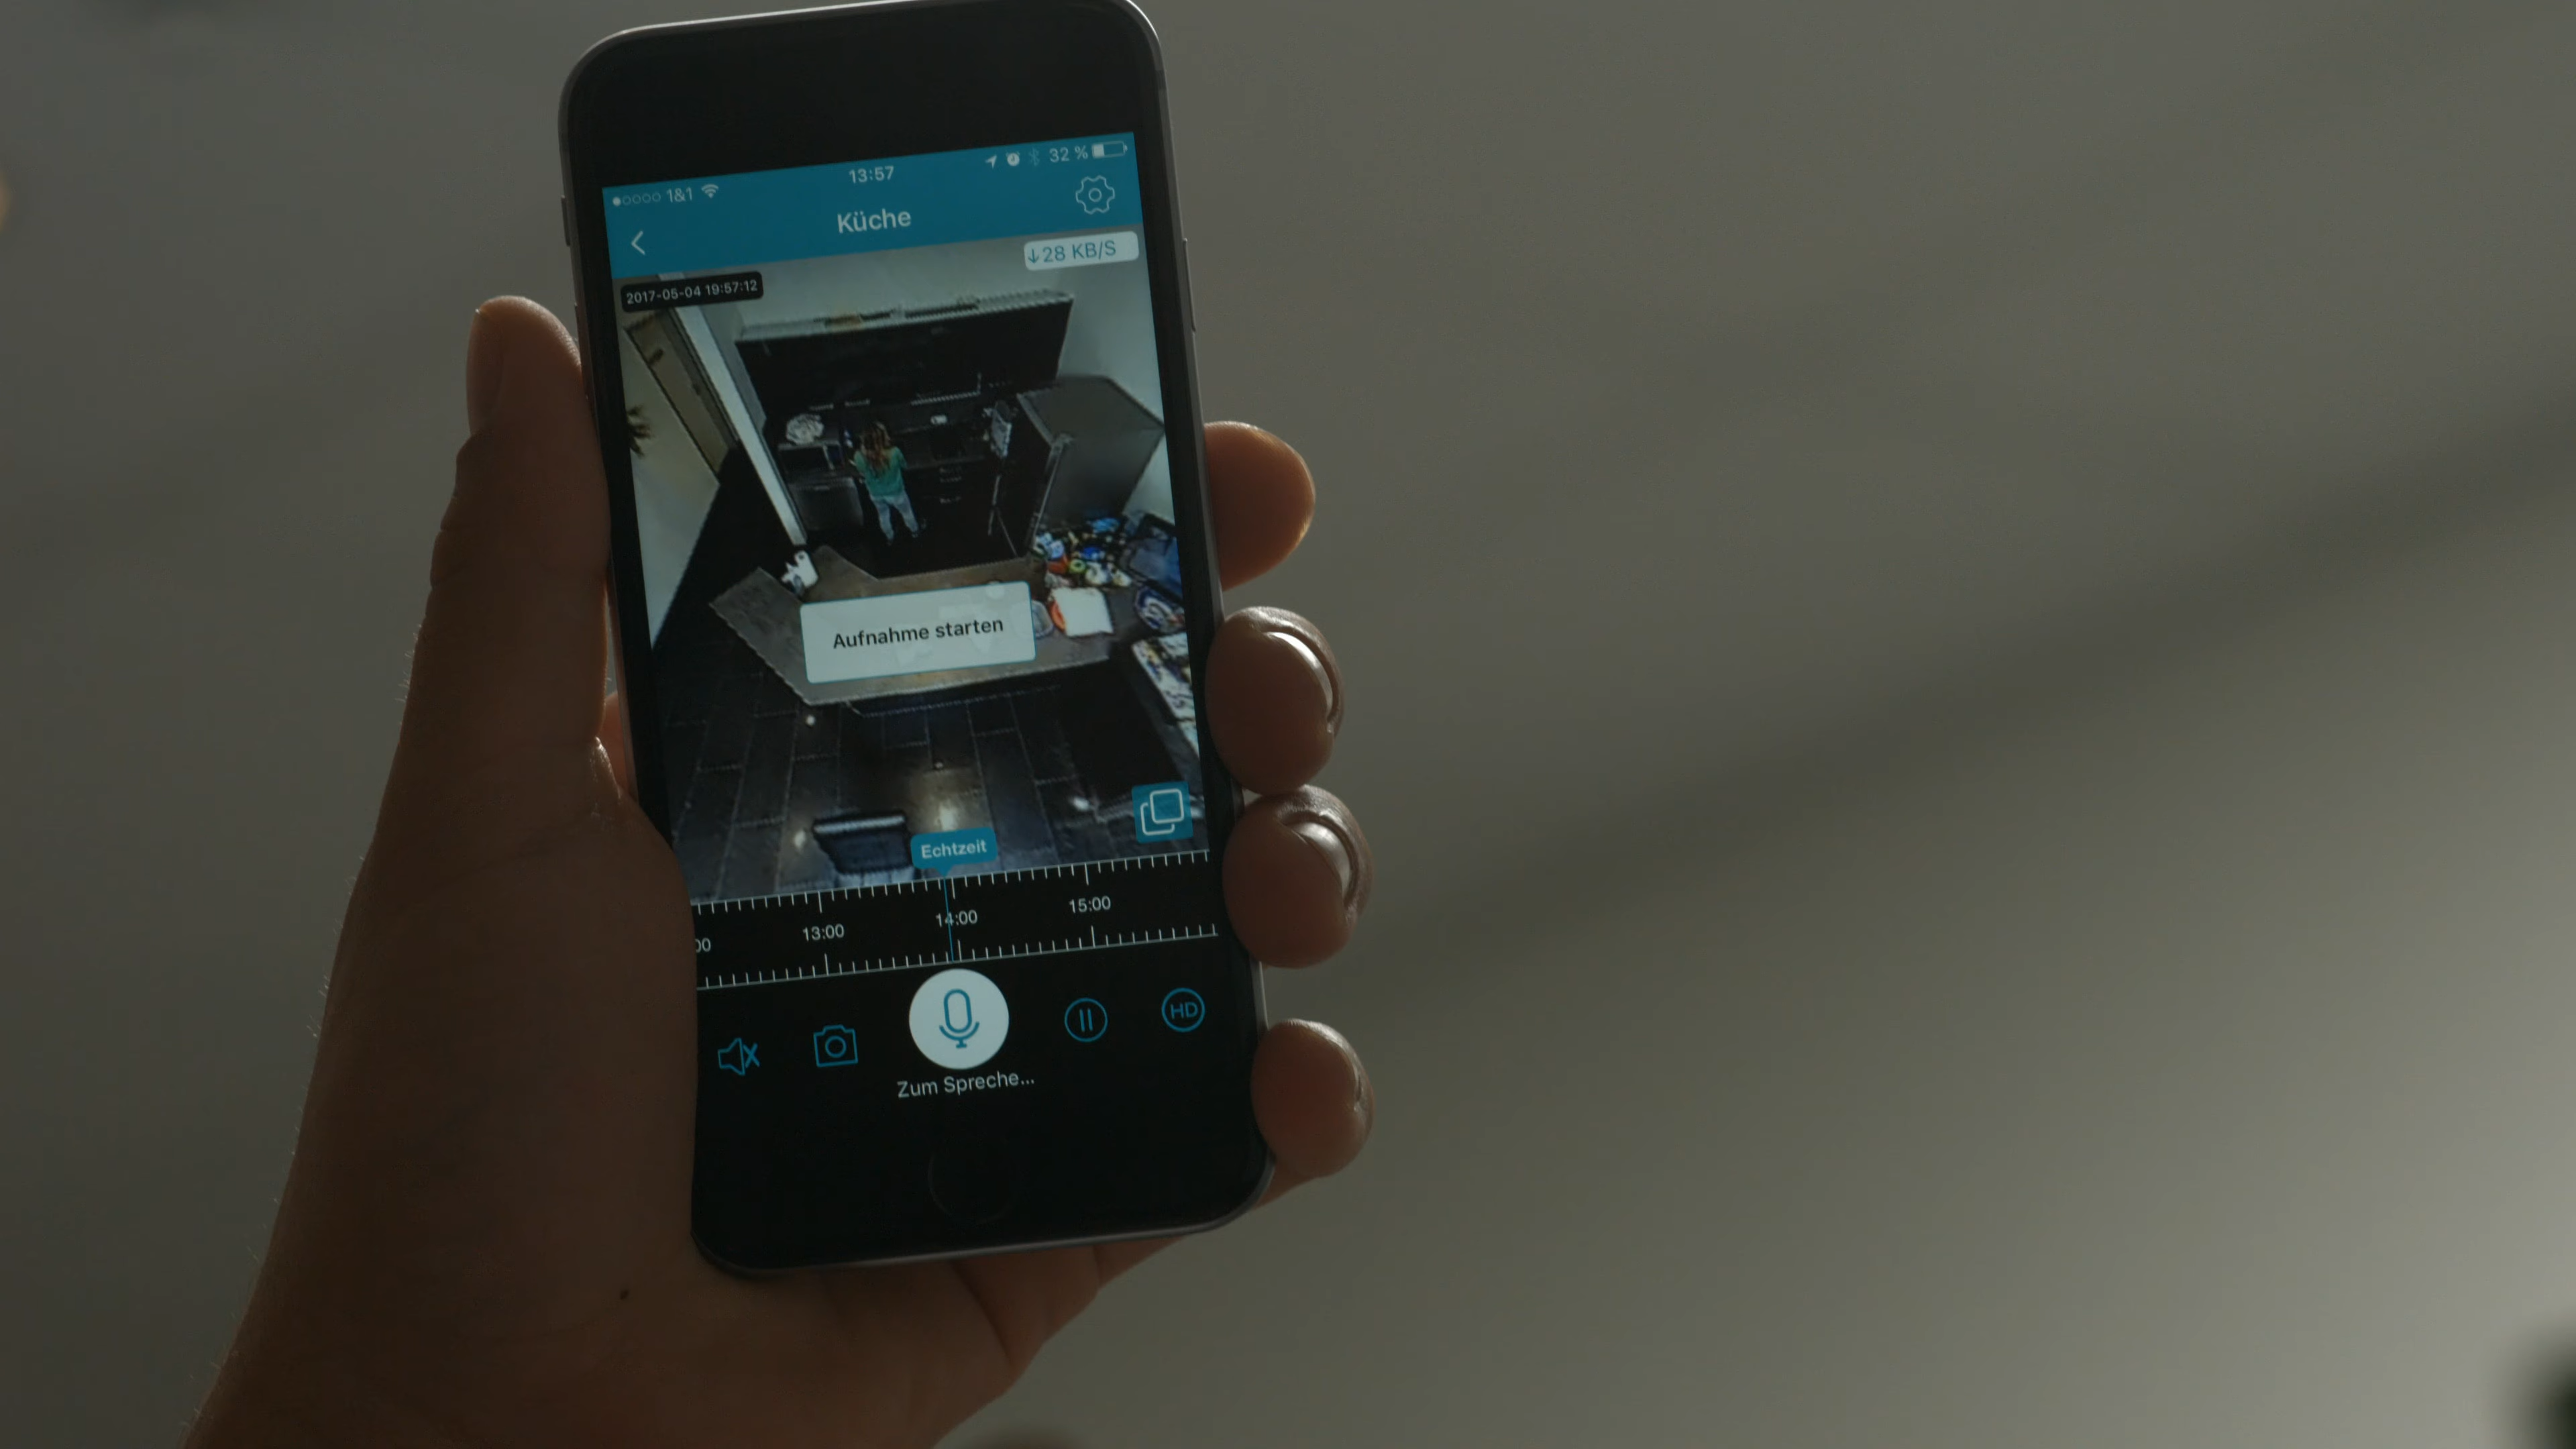 1&1
13:57
32 %
Küche
↓28 KB/S
2017-05-04 19:57:12
Aufnahme starten
Echtzeit
00
13:00
14:00
15:00
HD
Zum Spreche...